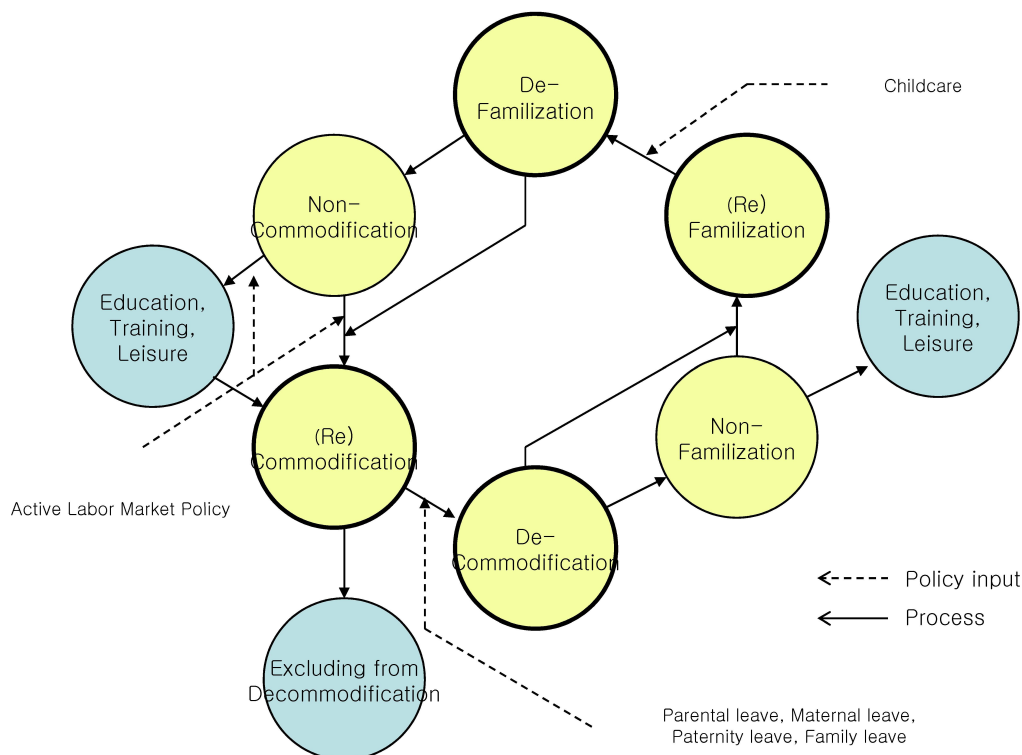 De-
Familization
Childcare
Non-
Commodification
(Re)
Familization
Education,
Training,
Leisure
Education,
Training,
Leisure
(Re)
Commodification
Non-
Familization
Active Labor Market Policy
De-
Commodification
Policy input
Process
Excluding from
Decommodification
Parental leave, Maternal leave,
Paternity leave, Family leave